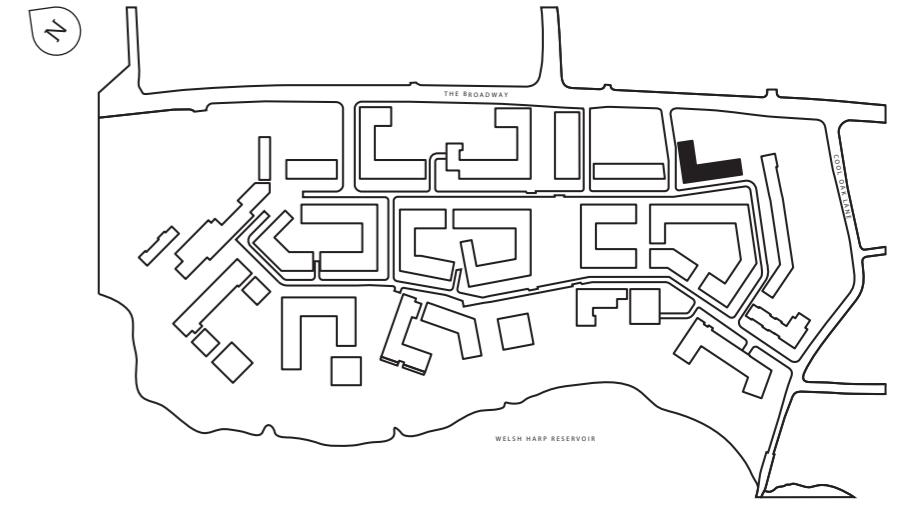 N
THE BROADWAY
COOL OAK LANE
WELSH HARP RESERVOIR